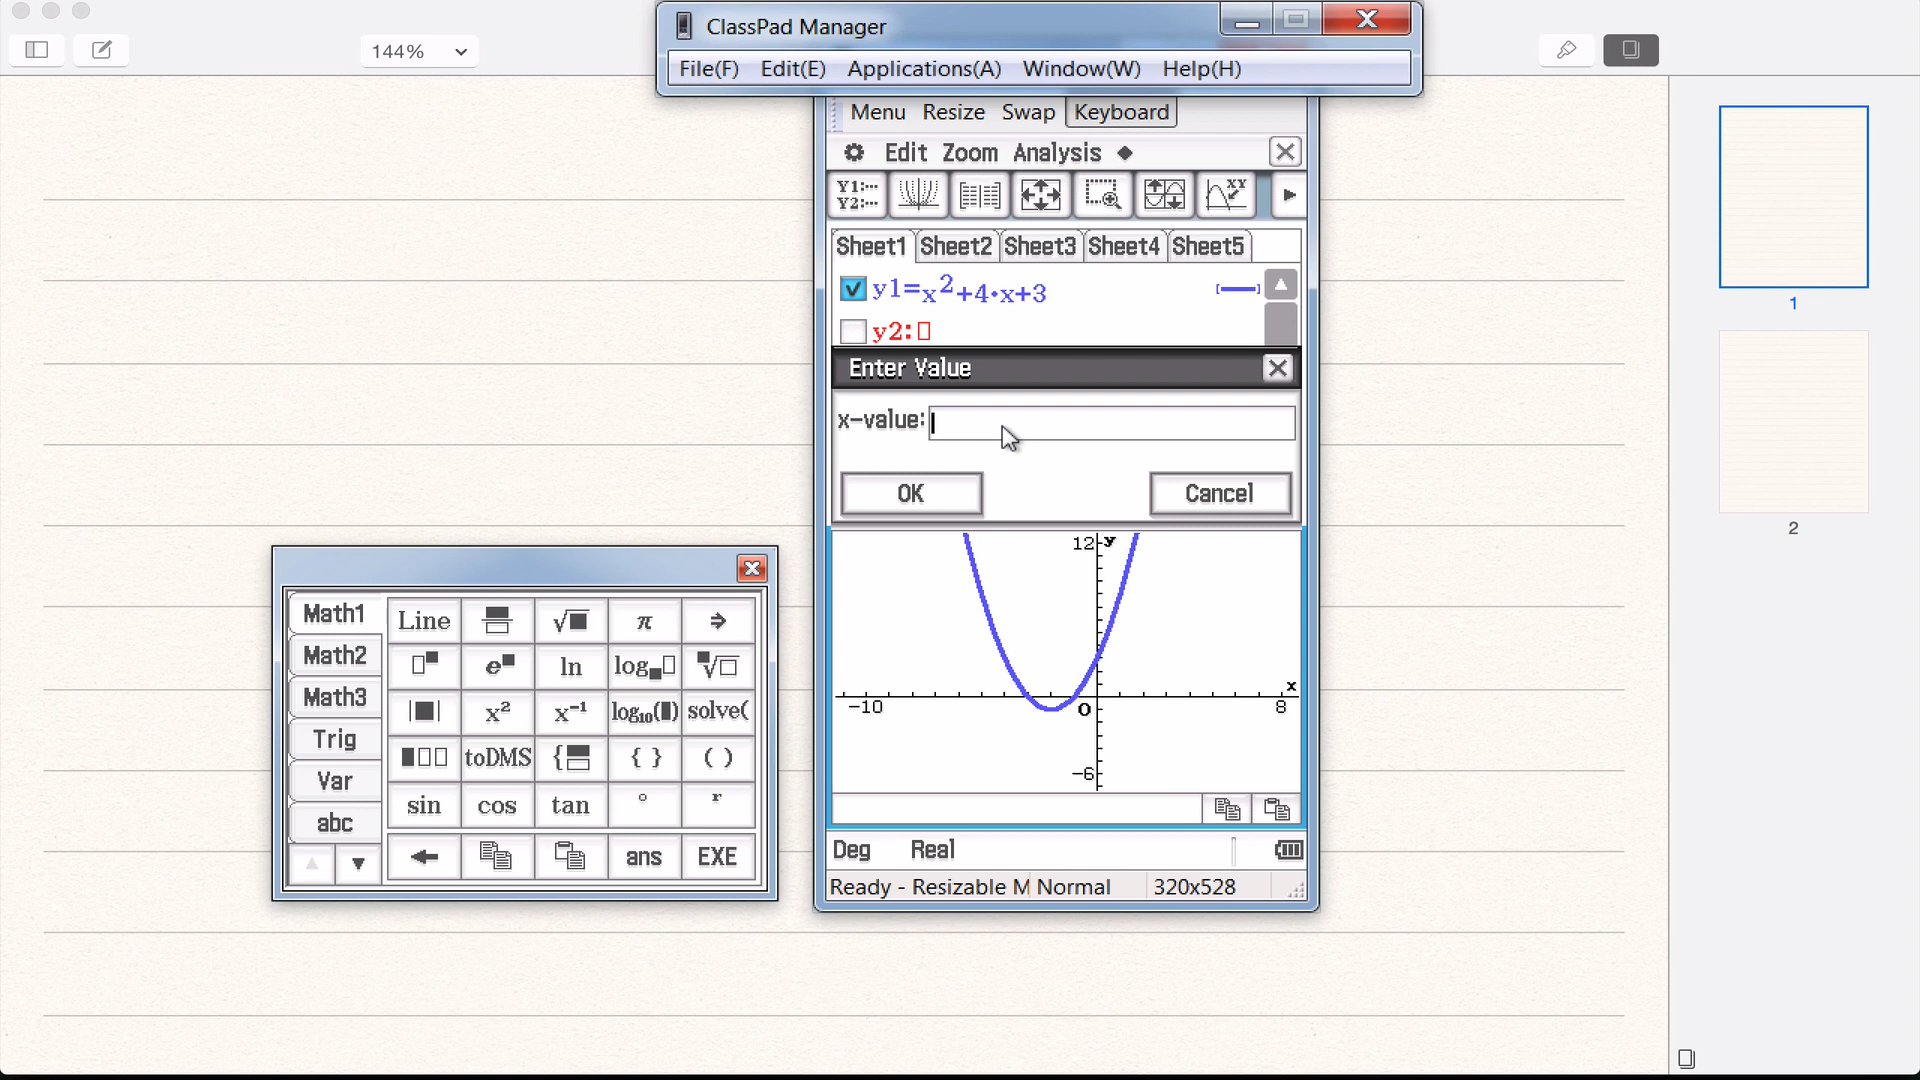 144%
ClassPad Manager
File(F) Edit(E) Applications(A) Window(W) Help(H)
Menu Resize Swap Keyboard
Edit Zoom Analysis ◆
Y1:···
Y2:···
XY
Sheet1 Sheet2 Sheet3 Sheet4 Sheet5
y1=x²+4·x+3
y2:□
Enter Value
x-value:
OK Cancel
12 y
x
-10 O 8
-6
Deg Real
Ready - Resizable M Normal 320x528
Math1 Line √■ π ⇒
□■ e■ ln log■□ ■√□
Math2
Math3 |■| x² x⁻¹ log₁₀(■) solve(
Trig ■□□ toDMS {■ { } ( )
Var
abc sin cos tan ° r
ans EXE
1
2